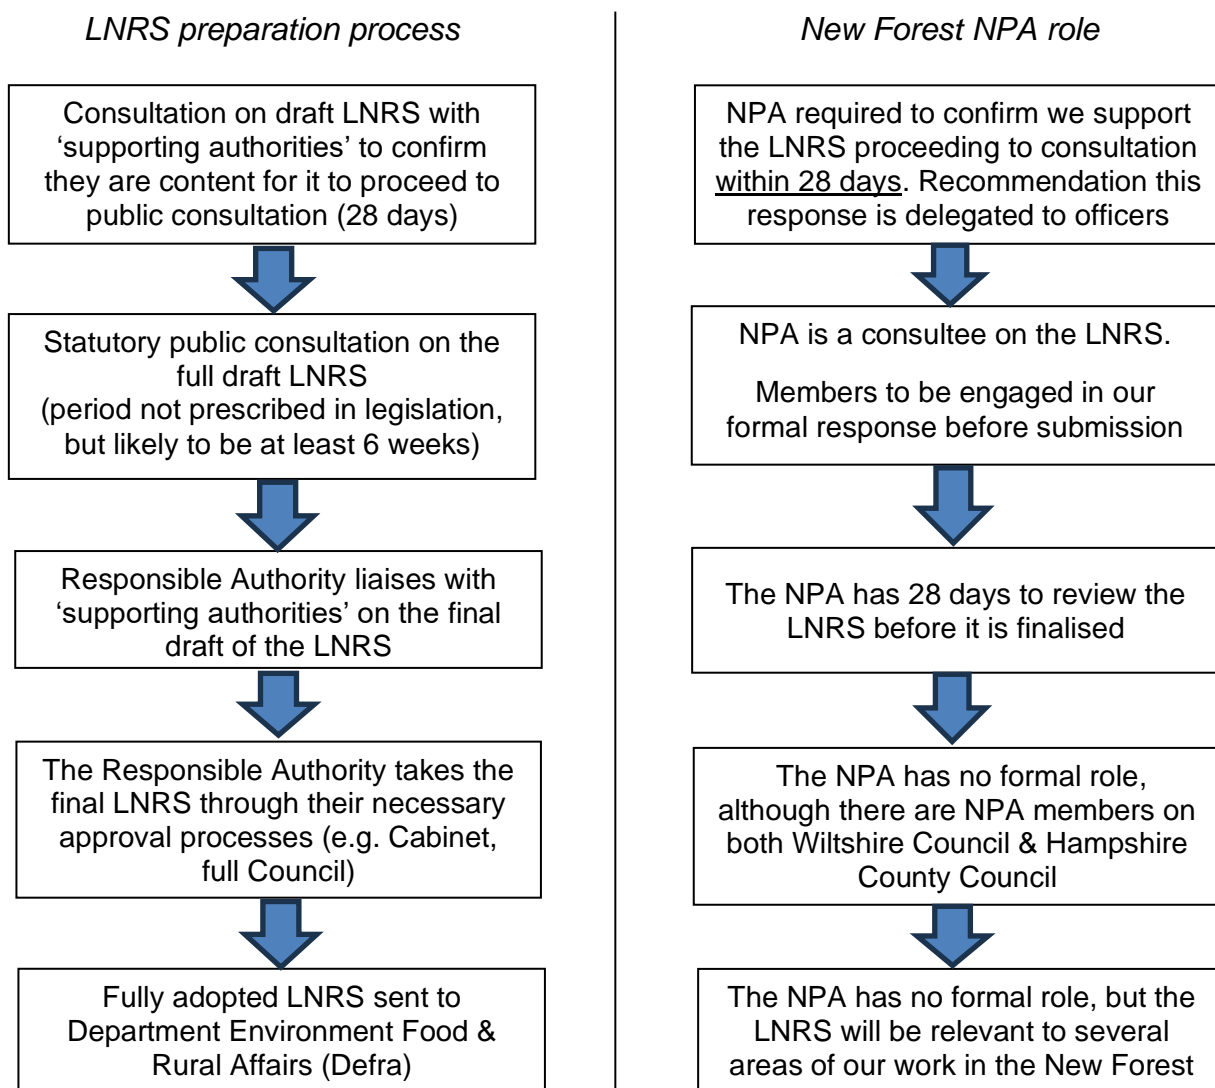 LNRS preparation process
Consultation on draft LNRS with
‘supporting authorities’ to confirm
they are content for it to proceed to
public consultation (28 days)
Statutory public consultation on the
full draft LNRS
(period not prescribed in legislation,
but likely to be at least 6 weeks)
Responsible Authority liaises with
‘supporting authorities’ on the final
draft of the LNRS
The Responsible Authority takes the
final LNRS through their necessary
approval processes (e.g. Cabinet,
full Council)
Fully adopted LNRS sent to
Department Environment Food &
Rural Affairs (Defra)
New Forest NPA role
NPA required to confirm we support
the LNRS proceeding to consultation
within 28 days. Recommendation this
response is delegated to officers
NPA is a consultee on the LNRS.
Members to be engaged in our
formal response before submission
The NPA has 28 days to review the
LNRS before it is finalised
The NPA has no formal role,
although there are NPA members on
both Wiltshire Council & Hampshire
County Council
The NPA has no formal role, but the
LNRS will be relevant to several
areas of our work in the New Forest